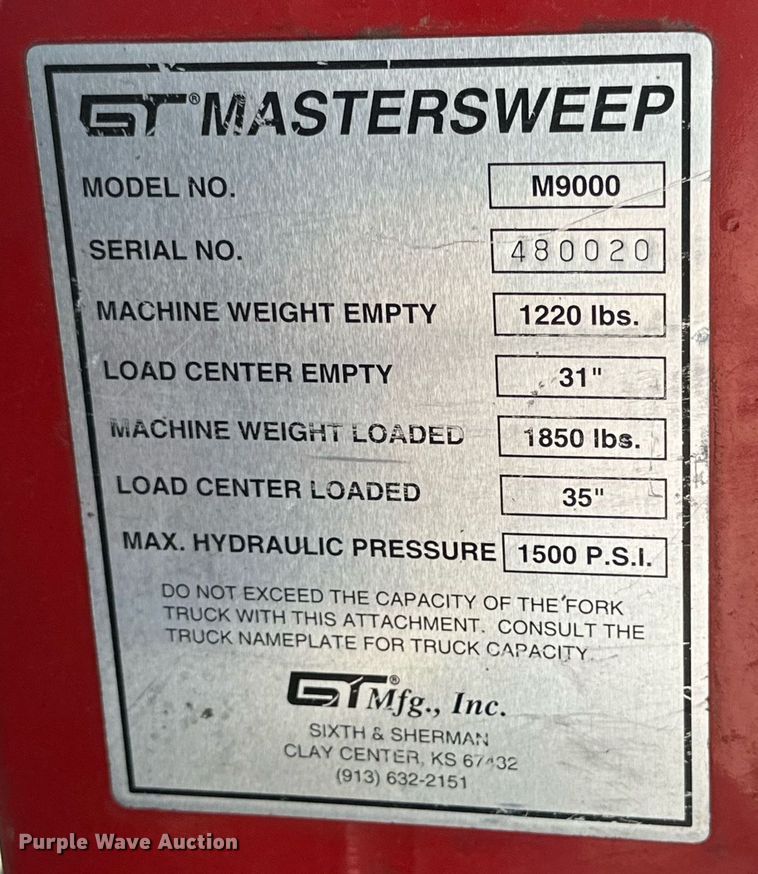 GT® MASTERSWEEP
MODEL NO. M9000
SERIAL NO. 480020
MACHINE WEIGHT EMPTY 1220 lbs.
LOAD CENTER EMPTY 31"
MACHINE WEIGHT LOADED 1850 lbs.
LOAD CENTER LOADED 35"
MAX. HYDRAULIC PRESSURE 1500 P.S.I.
DO NOT EXCEED THE CAPACITY OF THE FORK
TRUCK WITH THIS ATTACHMENT. CONSULT THE
TRUCK NAMEPLATE FOR TRUCK CAPACITY.
GT® Mfg., Inc.
SIXTH & SHERMAN
CLAY CENTER, KS 67432
(913) 632-2151
Purple Wave Auction